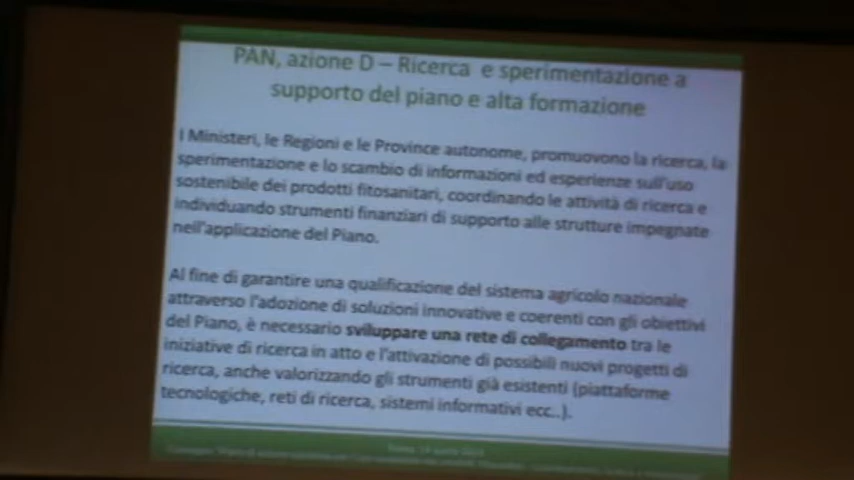 PAN, azione D – Ricerca e sperimentazione a
supporto del piano e alta formazione
I Ministeri, le Regioni e le Province autonome, promuovono la ricerca, la
sperimentazione e lo scambio di informazioni ed esperienze sull'uso
sostenibile dei prodotti fitosanitari, coordinando le attività di ricerca e
individuando strumenti finanziari di supporto alle strutture impegnate
nell'applicazione del Piano.
Al fine di garantire una qualificazione del sistema agricolo nazionale
attraverso l'adozione di soluzioni innovative e coerenti con gli obiettivi
del Piano, è necessario sviluppare una rete di collegamento tra le
iniziative di ricerca in atto e l'attivazione di possibili nuovi progetti di
ricerca, anche valorizzando gli strumenti già esistenti (piattaforme
tecnologiche, reti di ricerca, sistemi informativi ecc..).